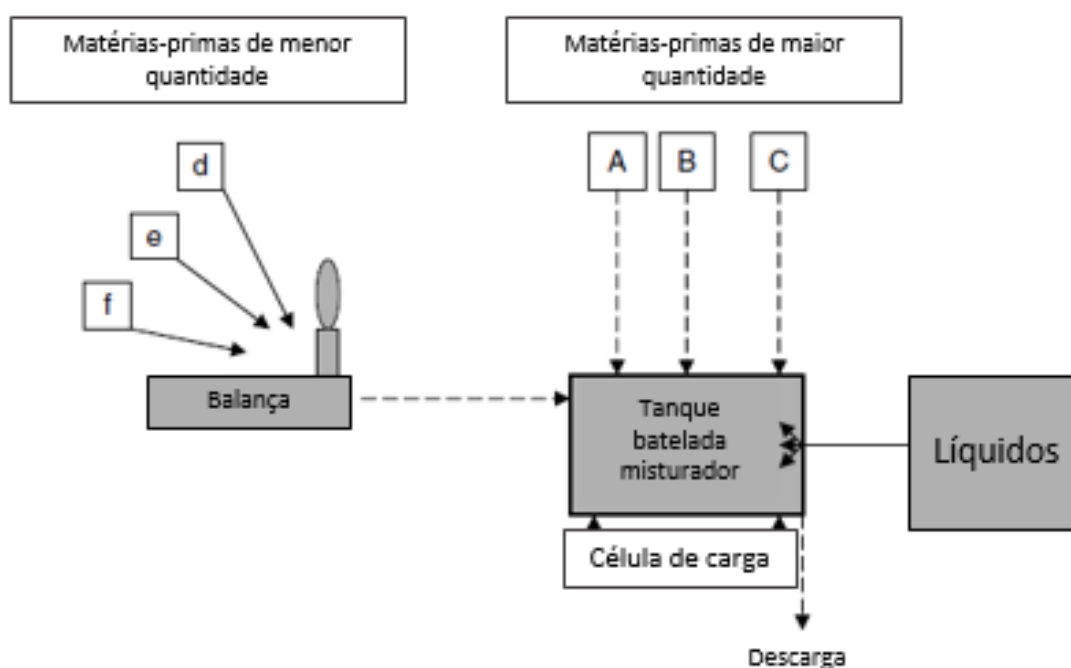 Matérias-primas de menor
quantidade
Matérias-primas de maior
quantidade
d
e
f
A
B
C
Balança
Tanque
batelada
misturador
Líquidos
Célula de carga
Descarga